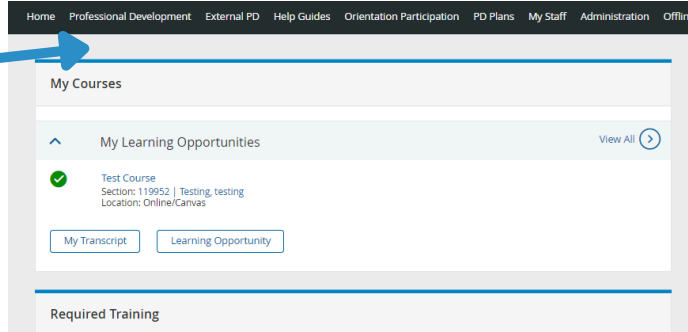 Home Professional Development External PD Help Guides Orientation Participation PD Plans My Staff Administration
My Courses
My Learning Opportunities View All
Test Course
Section: 119952 | Testing, testing
Location: Online/Canvas
My Transcript Learning Opportunity
Required Training